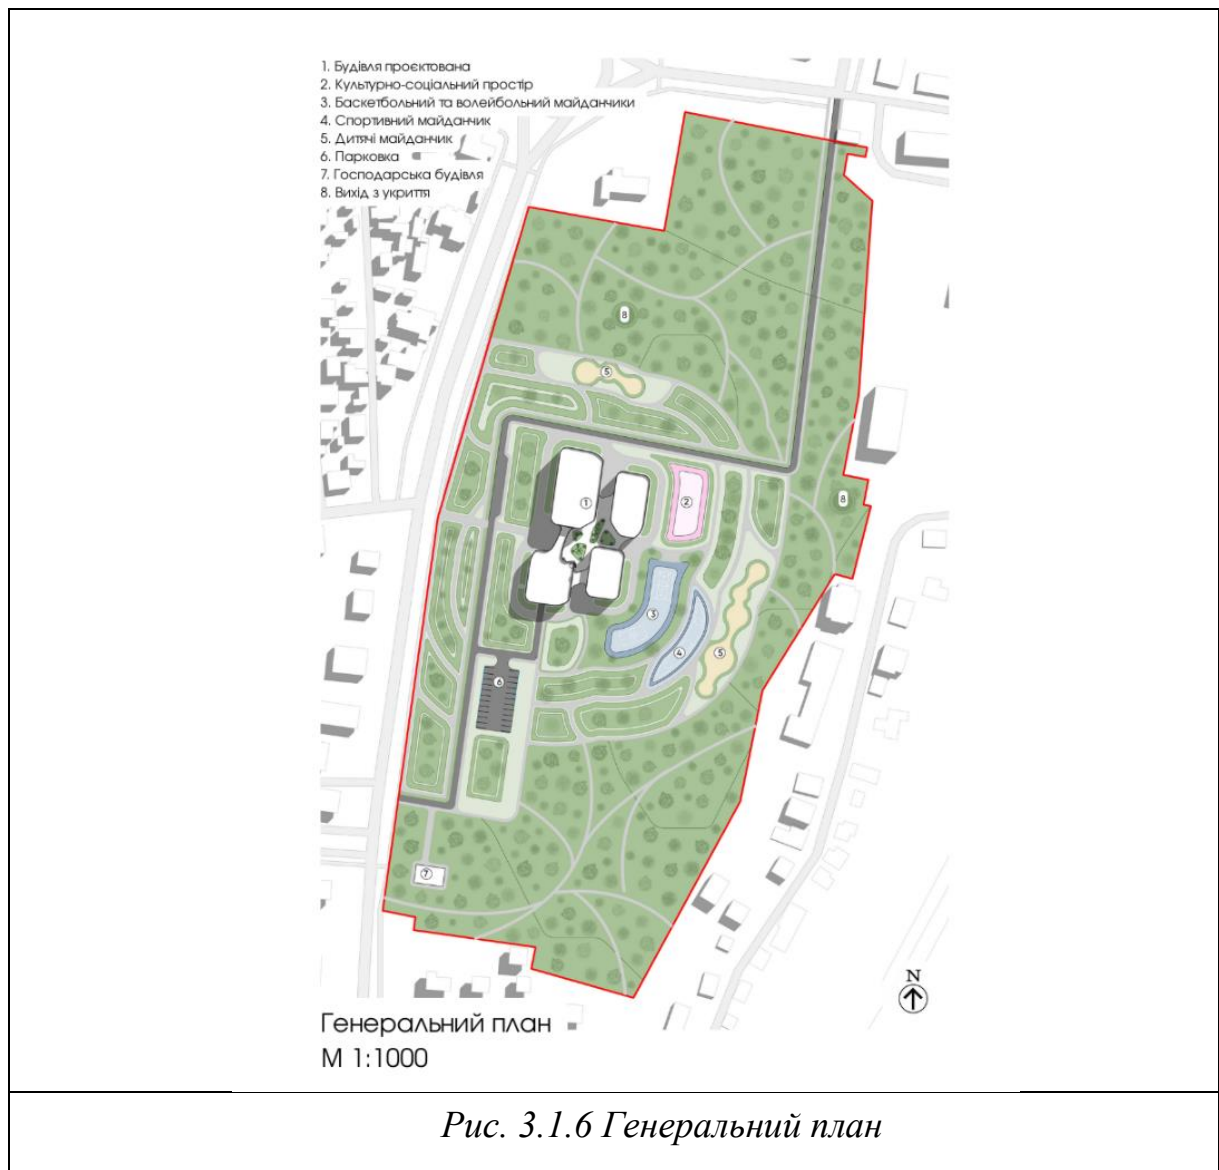 1. Будівля проєктована
2. Культурно-соціальний простір
3. Баскетбольний та волейбольний майданчики
4. Спортивний майданчик
5. Дитячі майданчик
6. Парковка
7. Господарська будівля
8. Вихід з укриття
8
5
1
2
8
3
4
5
6
7
N
Генеральний план
М 1:1000
Рис. 3.1.6 Генеральний план